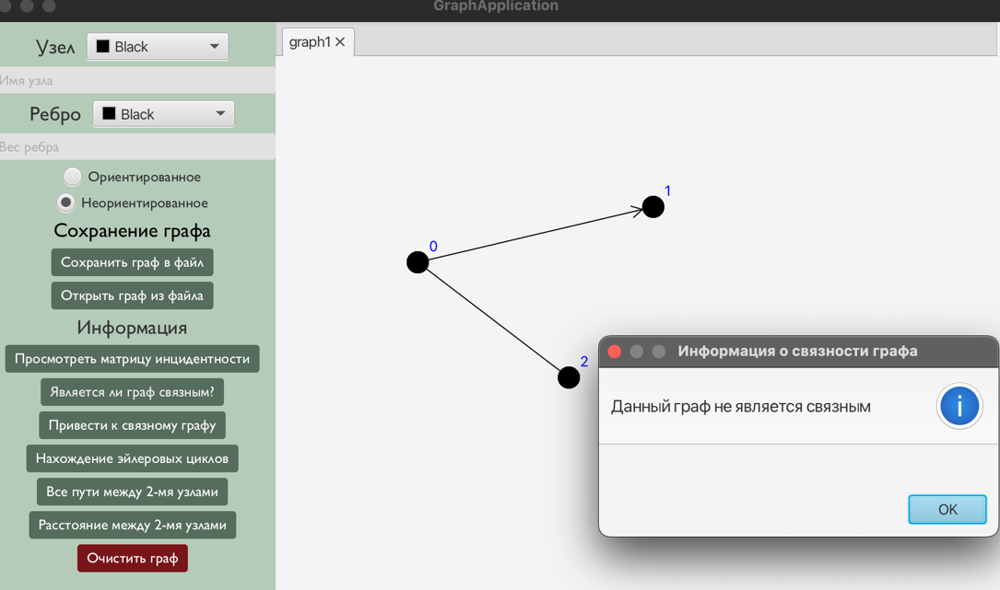 GraphApplication
Узел
Black
Имя узла
Ребро
Black
Вес ребра
Ориентированное
Неориентированное
Сохранение графа
Сохранить граф в файл
Открыть граф из файла
Информация
Просмотреть матрицу инцидентности
Является ли граф связным?
Привести к связному графу
Нахождение эйлеровых циклов
Все пути между 2-мя узлами
Расстояние между 2-мя узлами
Очистить граф
graph1
1
0
2
Информация о связности графа
Данный граф не является связным
OK